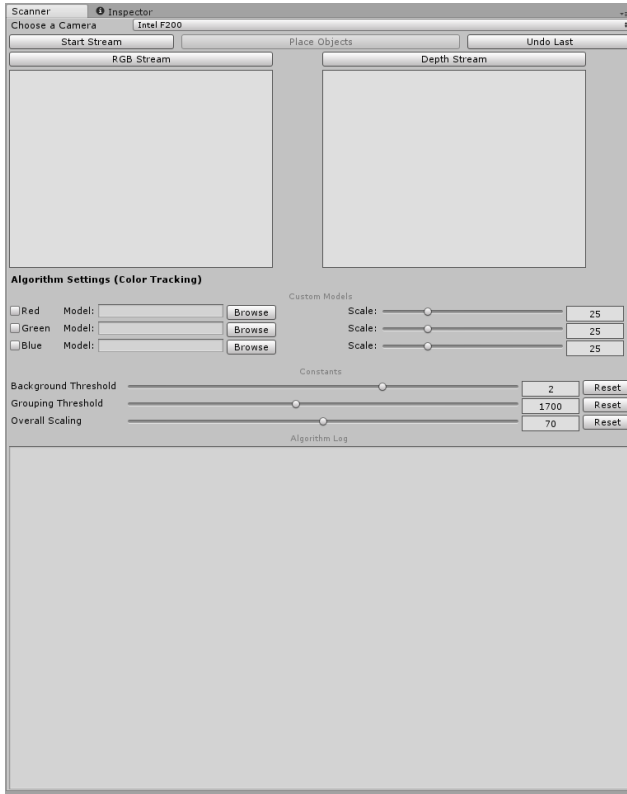 Scanner Inspector
Choose a Camera Intel F200
Start Stream Place Objects Undo Last
RGB Stream Depth Stream
Algorithm Settings (Color Tracking)
Custom Models
Red Model: Browse Scale: 25
Green Model: Browse Scale: 25
Blue Model: Browse Scale: 25
Constants
Background Threshold 2 Reset
Grouping Threshold 1700 Reset
Overall Scaling 70 Reset
Algorithm Log